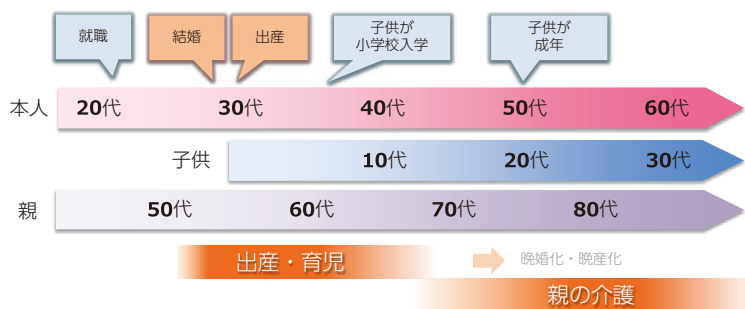 就職
結婚
出産
子供が
小学校入学
子供が
成年
本人
20代
30代
40代
50代
60代
子供
10代
20代
30代
親
50代
60代
70代
80代
出産・育児
晩婚化・晩産化
親の介護